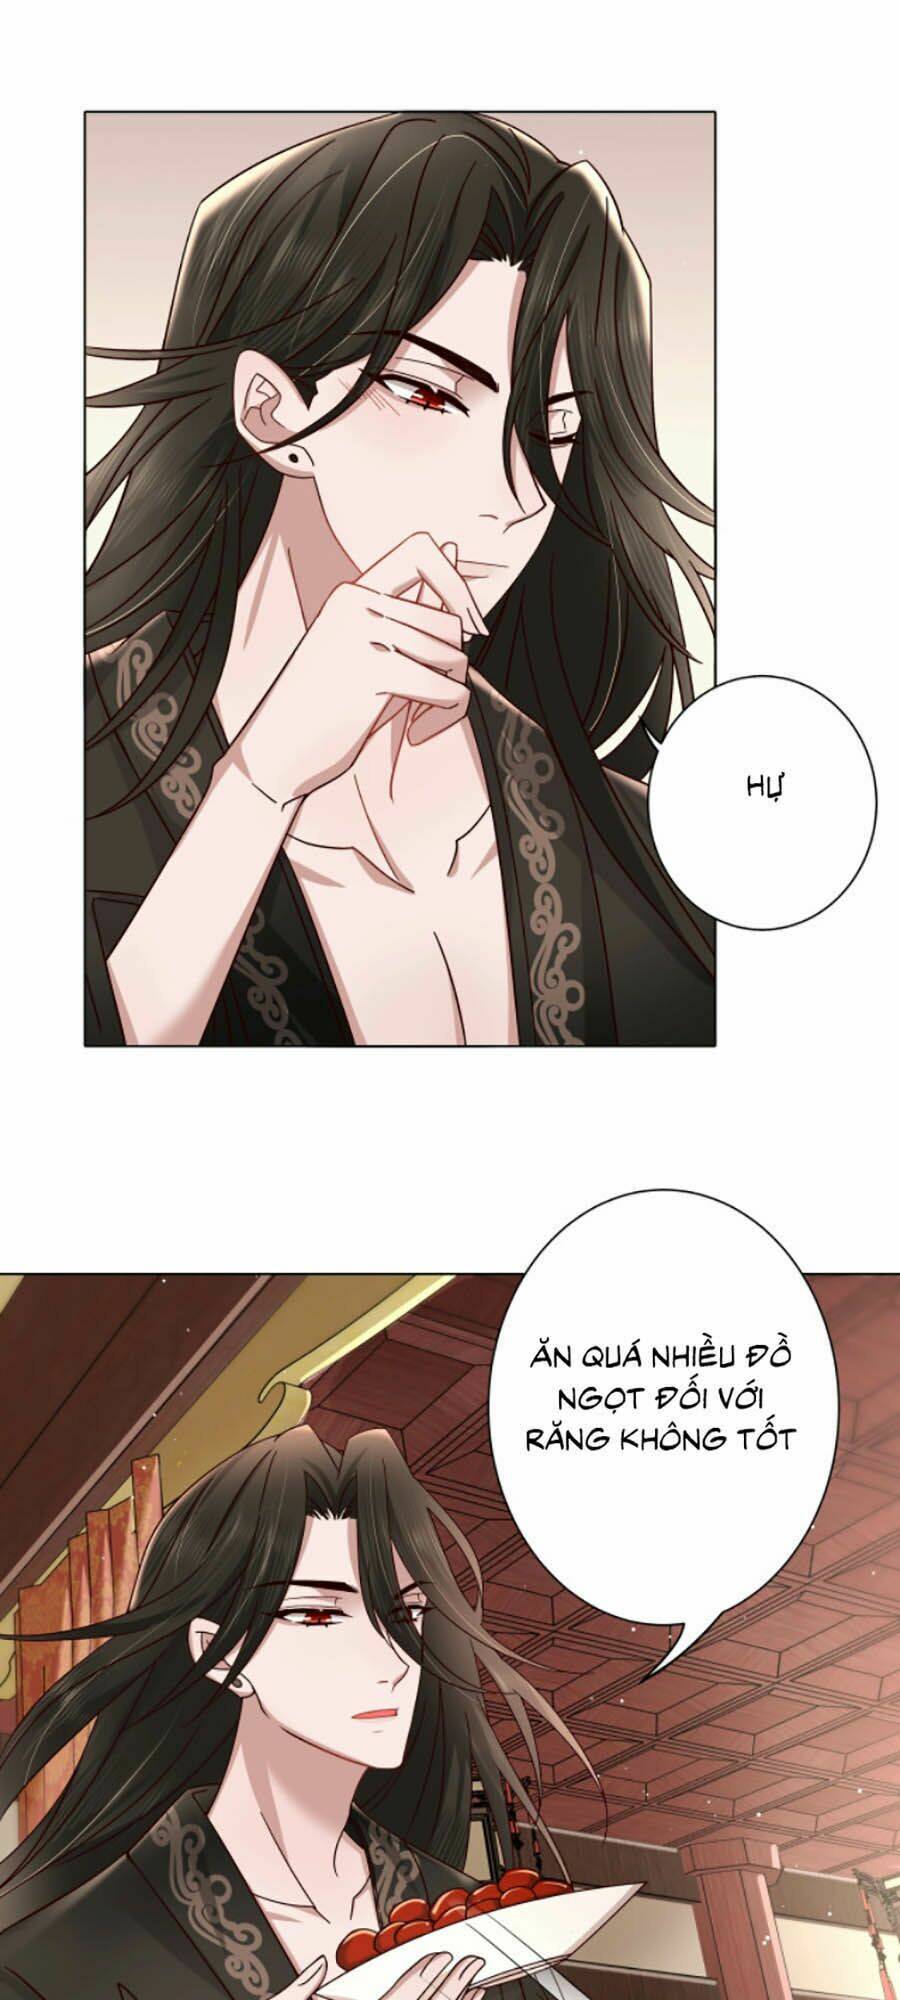 HỰ
ĂN QUÁ NHIỀU ĐỒ
NGỌT ĐỐI VỚI
RĂNG KHÔNG TỐT